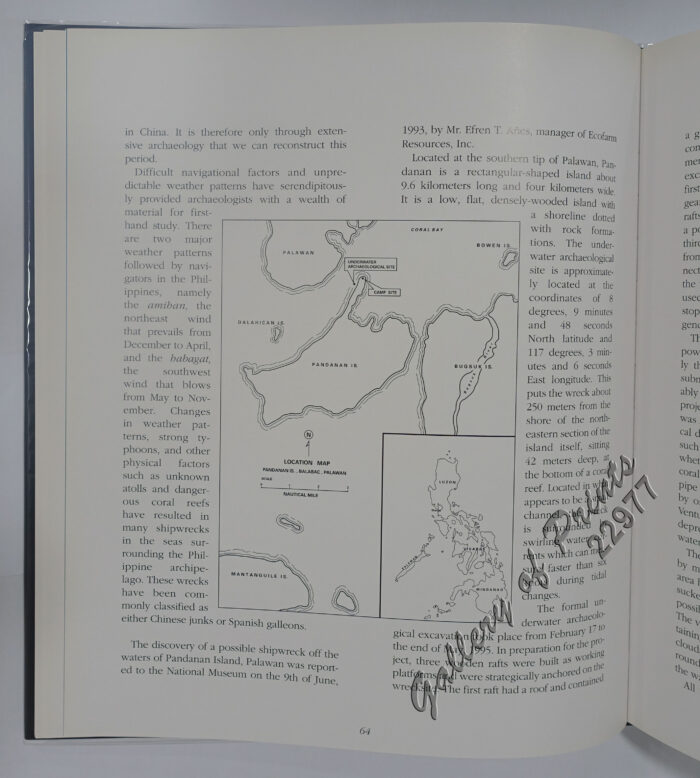 in China. It is therefore only through exten-
sive archaeology that we can reconstruct this
period.
Difficult navigational factors and unpre-
dictable weather patterns have serendipitous-
ly provided archaeologists with a wealth of
material for first-
hand study. There
are two major
weather patterns
followed by navi-
gators in the Phil-
ippines, namely
the amihan, the
northeast wind
that prevails from
December to April,
and the habagat,
the southwest
wind that blows
from May to Nov-
ember. Changes
in weather pat-
terns, strong ty-
phoons, and other
physical factors
such as unknown
atolls and danger-
ous coral reefs
have resulted in
many shipwrecks
in the seas sur-
rounding the Phil-
ippine archipe-
lago. These wrecks
have been com-
monly classified as
either Chinese junks or Spanish galleons.
The discovery of a possible shipwreck off the
waters of Pandanan Island, Palawan was report-
ed to the National Museum on the 9th of June,
CORAL BAY
PALAWAN
BOWEN IS.
UNDERWATER
ARCHAEOLOGICAL SITE
CAMP SITE
DALAHICAN IS.
PANDANAN IS.
BUGSUK IS.
N
LOCATION MAP
PANDANAN IS., BALABAC, PALAWAN
SCALE
NAUTICAL MILE
MANTANGULE IS.
LUZON
VISAYAS
MINDANAO
1993, by Mr. Efren T. manager of Ecofarm
Resources, Inc.
Located at the southern tip of Palawan, Pan-
danan is a rectangular-shaped island about
9.6 kilometers long and four kilometers wide.
It is a low, flat, densely-wooded island with
a shoreline dotted
with rock forma-
tions. The under-
water archaeological
site is approximate-
ly located at the
coordinates of 8
degrees, 9 minutes
and 48 seconds
North latitude and
117 degrees, 3 min-
utes and 6 seconds
East longitude. This
puts the wreck about
250 meters from the
shore of the north-
eastern section of the
island itself, sitting
42 meters deep, at
the bottom of a coral
reef. Located in what
appears to be a
channel,
is surrounded
swirling water
rents which can
faster than six
during tidal
changes.
The formal un-
derwater archaeolo-
gical excavation took place from February 17 to
the end of 1995. In preparation for the pro-
ject, three wooden rafts were built as working
platforms and were strategically anchored on the
wrecksite. The first raft had a roof and contained
64
Gallery of Prints
22977